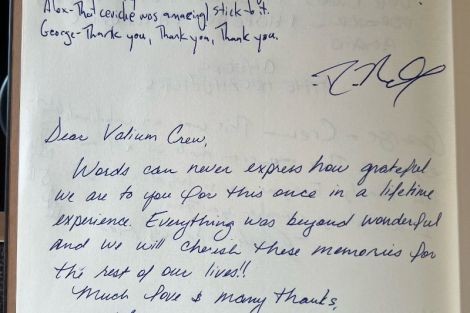 Alex- That ceviche was amazing! stick to it.
George- Thank you, Thank you, Thank you.
Dear Valium Crew,
Words can never express how grateful
we are to you for this once in a lifetime
experience. Everything was beyond wonderful
and we will cherish these memories for
the rest of our lives!!
Much love & many thanks,